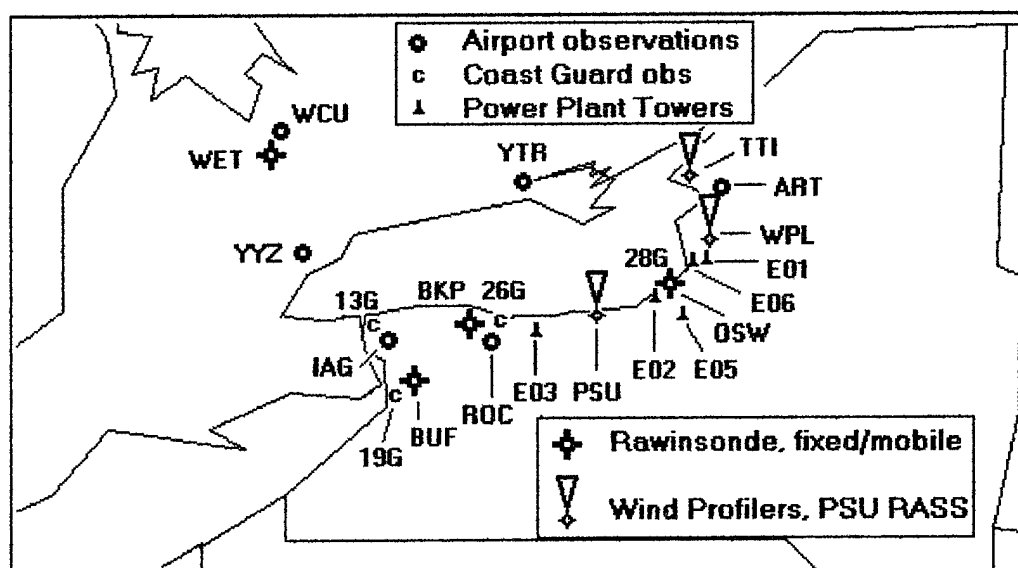 Airport observations
c Coast Guard obs
Power Plant Towers
WCU
WET
YTR
TTI
ART
YYZ
WPL
28G
E01
13G
BKP
26G
E06
OSW
IAG
E02
E05
E03
PSU
ROC
BUF
19G
Rawinsonde, fixed/mobile
Wind Profilers, PSU RASS
c
c
c